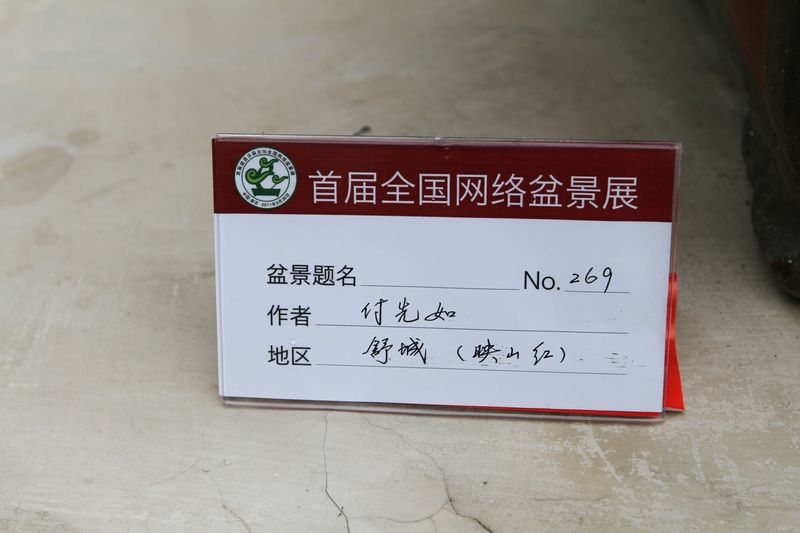 首届全国网络盆景展
盆景题名 No. 269
作者 付先如
地区 舒城（映山红）